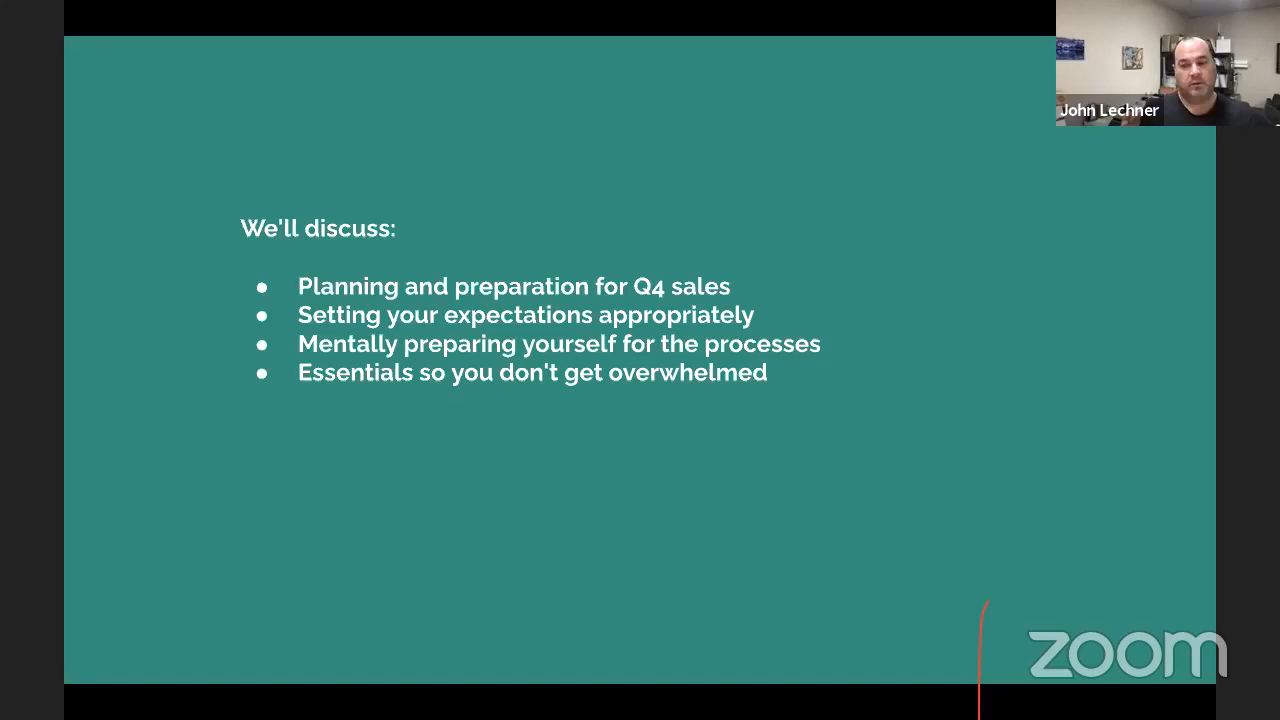 John Lechner
We'll discuss:
● Planning and preparation for Q4 sales
● Setting your expectations appropriately
● Mentally preparing yourself for the processes
● Essentials so you don't get overwhelmed
zoom